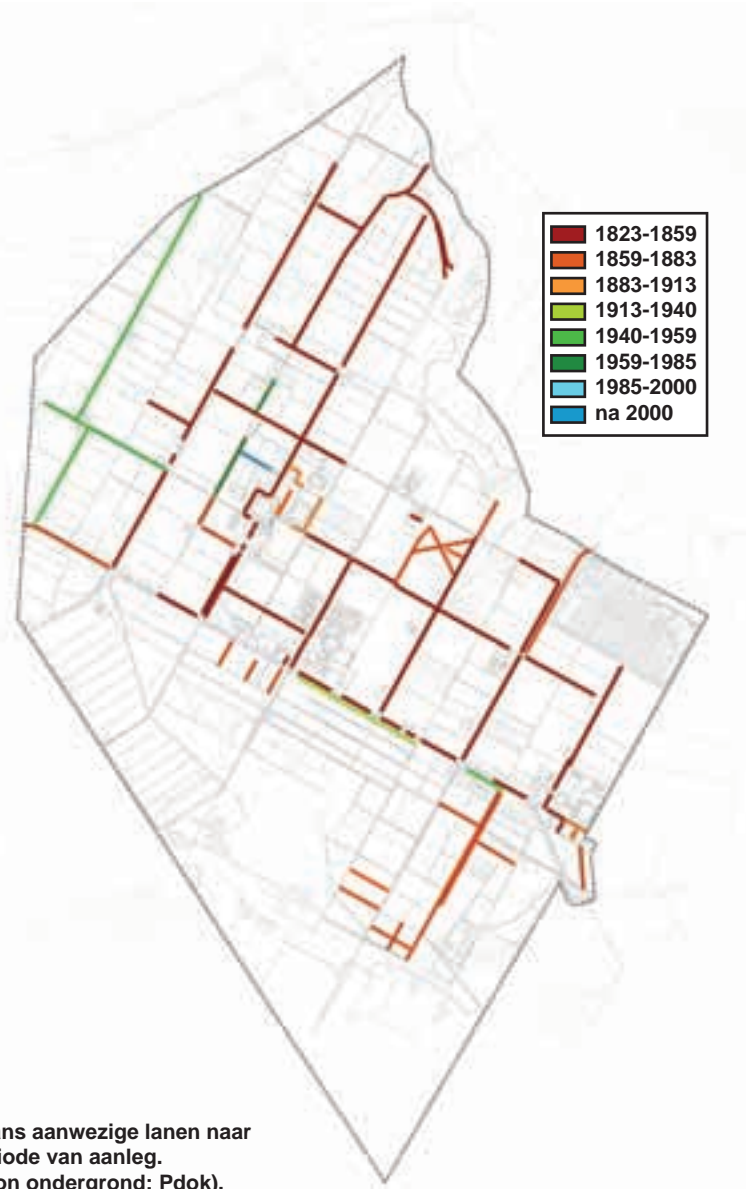 1823-1859
1859-1883
1883-1913
1913-1940
1940-1959
1959-1985
1985-2000
na 2000
aanwezige lanen naar
van aanleg.
ondergrond: Pdok).